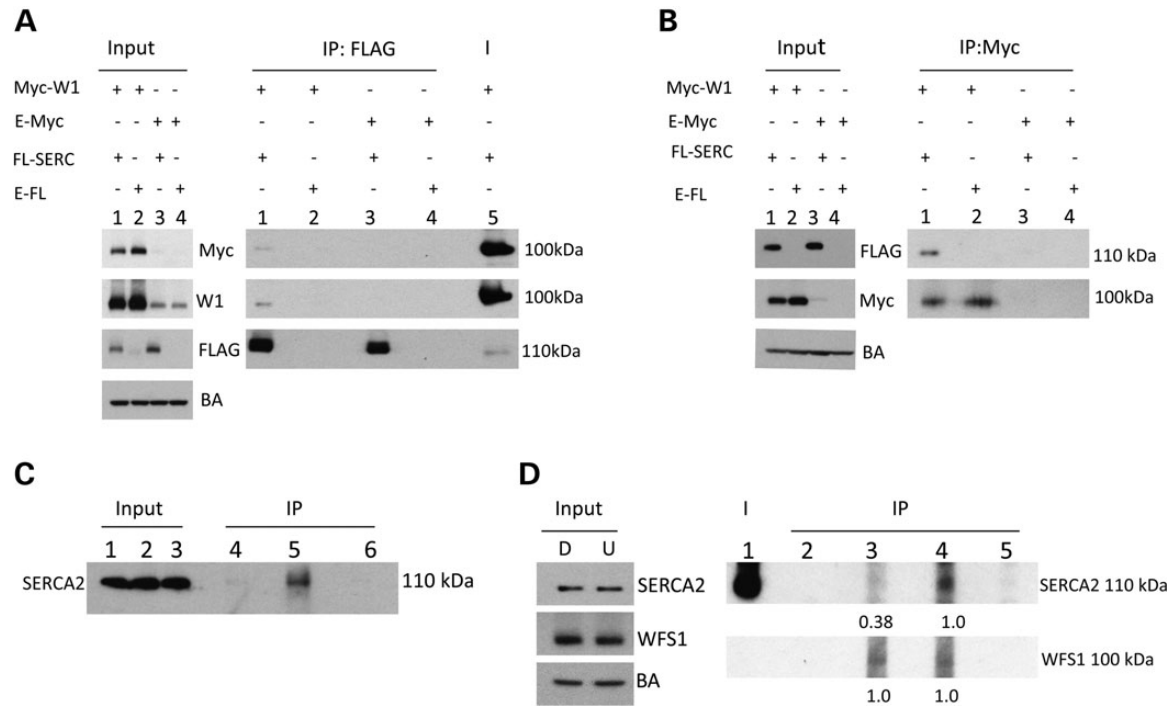 A
Input IP: FLAG I
Myc-W1 + + - - + + - - +
E-Myc - - + + - - + + -
FL-SERC + - + - + - + - +
E-FL - + - + - + - + -
1 2 3 4 1 2 3 4 5
Myc 100kDa
W1 100kDa
FLAG 110kDa
BA
B
Input IP:Myc
Myc-W1 + + - - + + - -
E-Myc - - + + - - + +
FL-SERC + - + - + - + -
E-FL - + - + - + - +
1 2 3 4 1 2 3 4
FLAG 110 kDa
Myc 100kDa
BA
C
Input IP
1 2 3 4 5 6
SERCA2 110 kDa
D
Input I IP
D U 1 2 3 4 5
SERCA2 SERCA2 110 kDa
0.38 1.0
WFS1 WFS1 100 kDa
BA
1.0 1.0